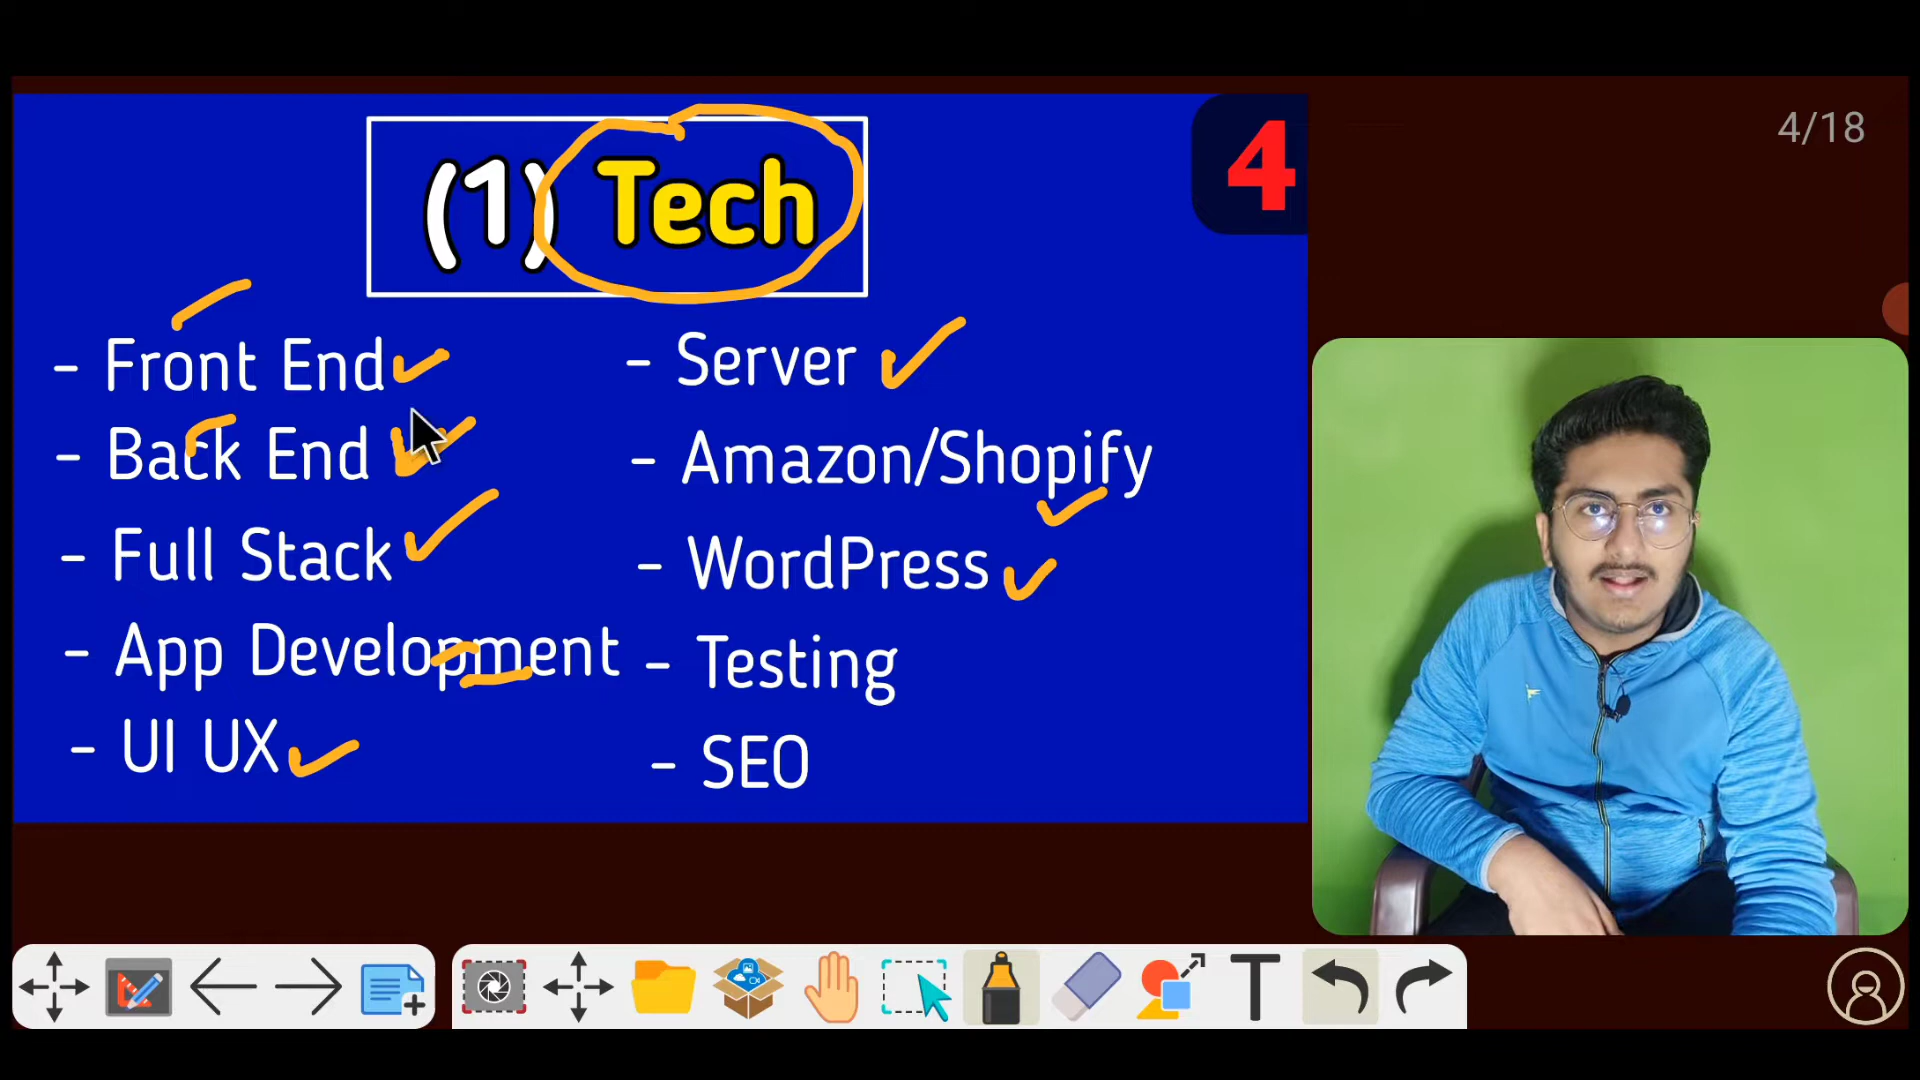 (1) Tech
4
4/18
- Front End
- Back End
- Full Stack
- App Development
- UI UX
- Server
- Amazon/Shopify
- WordPress
- Testing
- SEO
T